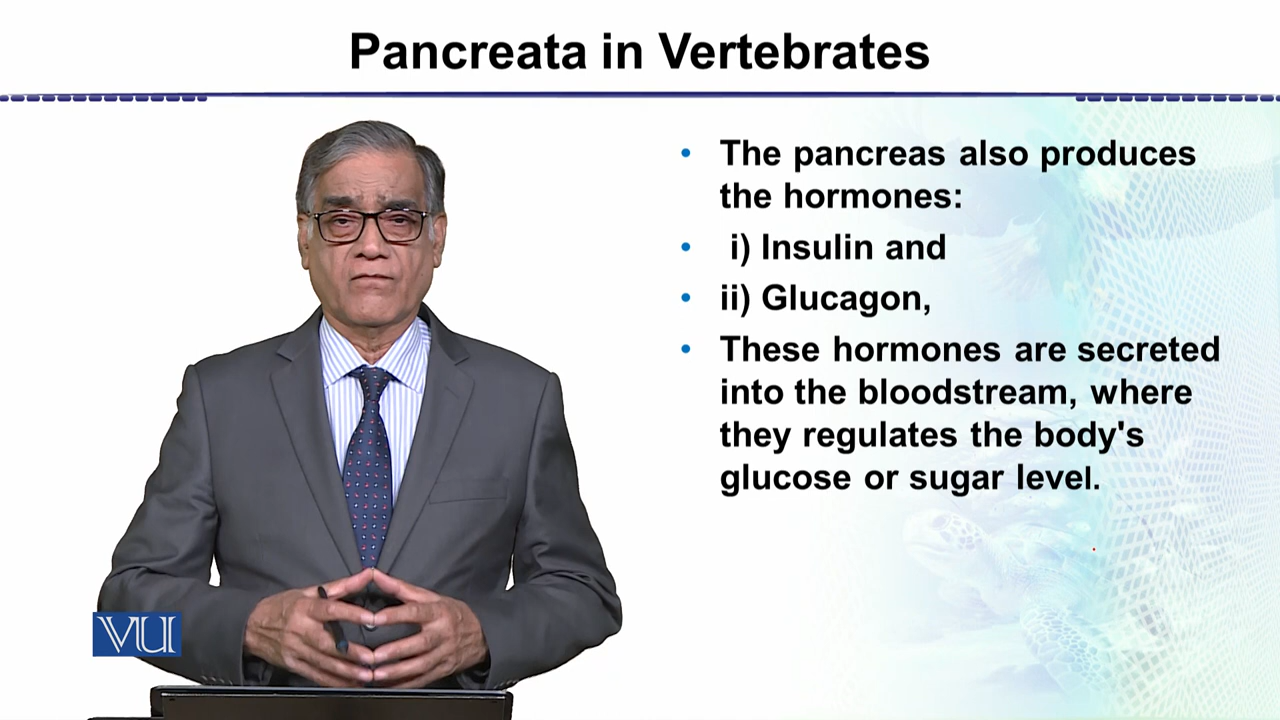 Pancreata in Vertebrates
• The pancreas also produces
the hormones:
• i) Insulin and
• ii) Glucagon,
• These hormones are secreted
into the bloodstream, where
they regulates the body's
glucose or sugar level.
VU